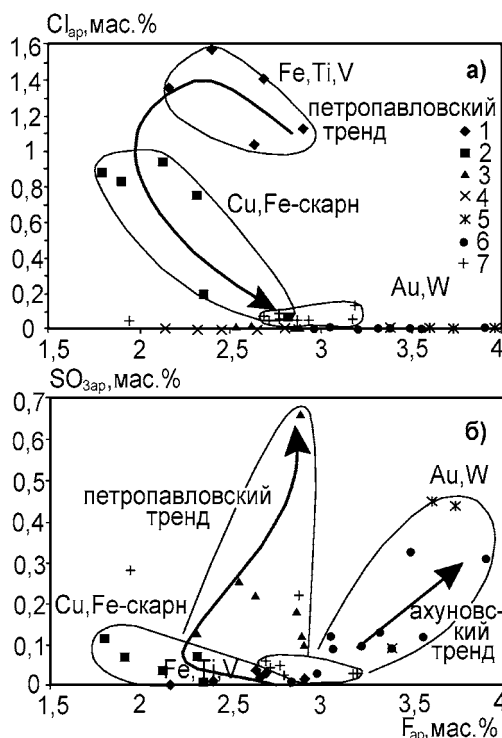 Cl ap, мас.%
1,6
1,4
1,2
1
0,8
0,6
0,4
0,2
0
а)
Fe,Ti,V
петропавловский
тренд
Cu,Fe-скарн
Au,W
1
2
3
4
5
6
7
1,5 2 2,5 3 3,5 4
SO3ap, мас.%
0,7
0,6
0,5
0,4
0,3
0,2
0,1
0
б)
Au,W
петропавловский
тренд
Cu,Fe-скарн
Fe,Ti,V
ахуновс-
кий
тренд
1,5 2 2,5 3 3,5 4
F ap, мас.%